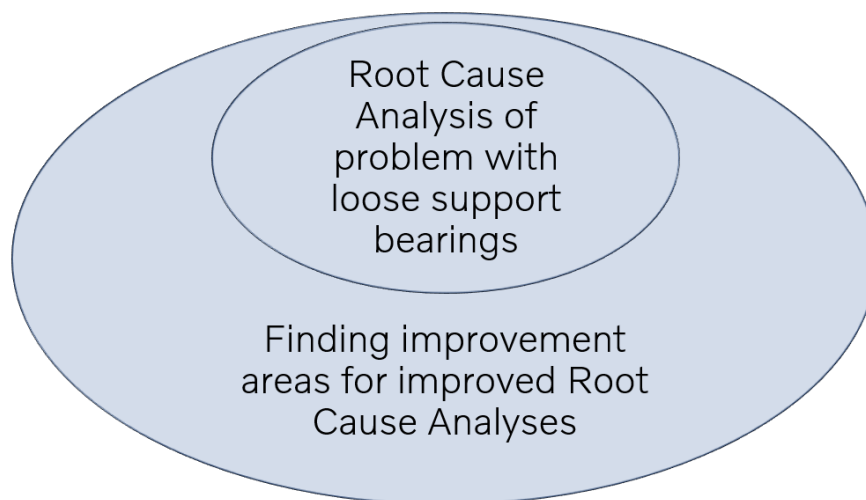 Root Cause
Analysis of
problem with
loose support
bearings
Finding improvement
areas for improved Root
Cause Analyses